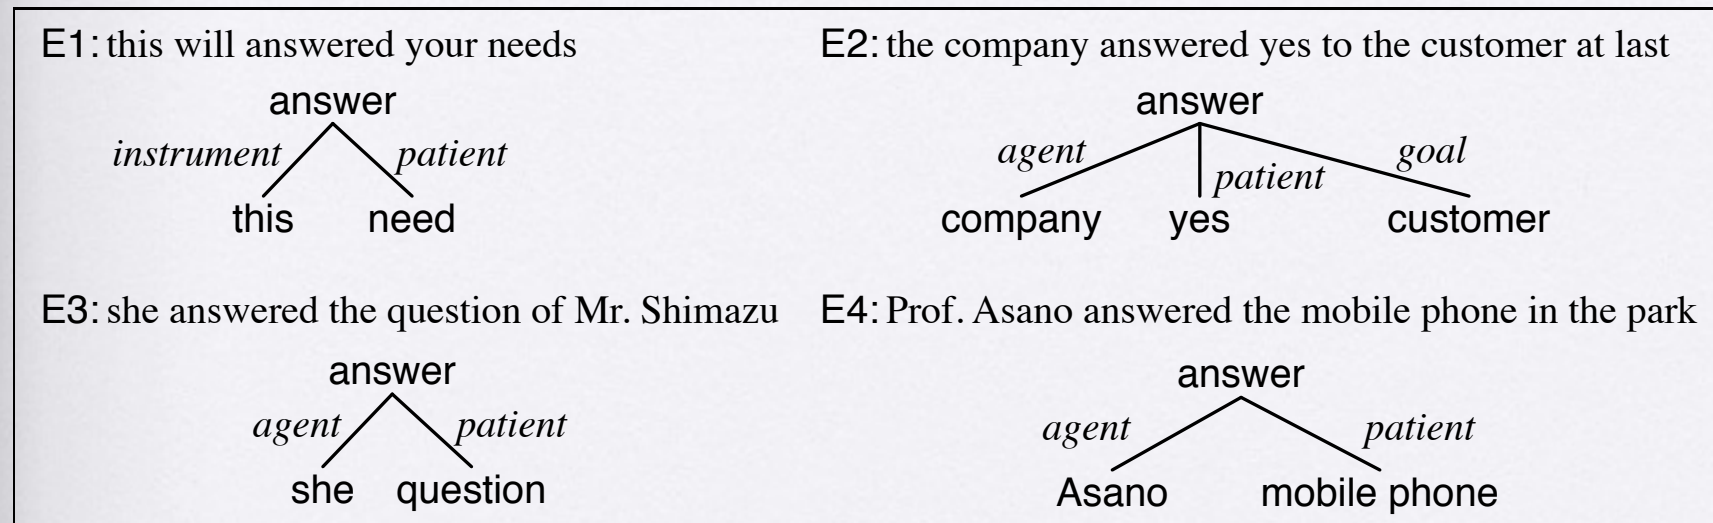 E1: this will answered your needs
answer
instrument patient
this need
E2: the company answered yes to the customer at last
answer
agent patient goal
company yes customer
E3: she answered the question of Mr. Shimazu
answer
agent patient
she question
E4: Prof. Asano answered the mobile phone in the park
answer
agent patient
Asano mobile phone